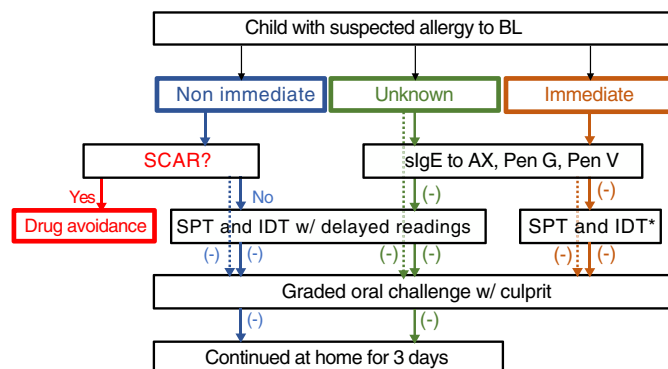 Child with suspected allergy to BL
Non immediate
Unknown
Immediate
SCAR?
sIgE to AX, Pen G, Pen V
Yes
No
(-)
(-)
Drug avoidance
SPT and IDT w/ delayed readings
SPT and IDT*
(-)
(-)
(-)
(-)
(-)
(-)
Graded oral challenge w/ culprit
(-)
(-)
Continued at home for 3 days